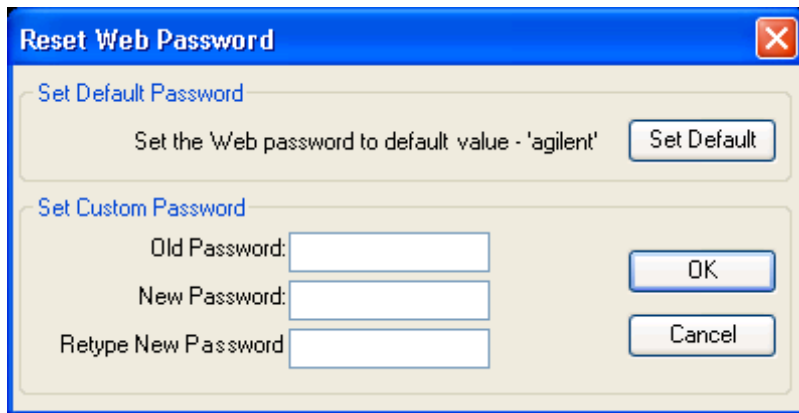 Reset Web Password
Set Default Password
Set the Web password to default value - 'agilent'
Set Default
Set Custom Password
Old Password:
New Password:
Retype New Password
OK
Cancel